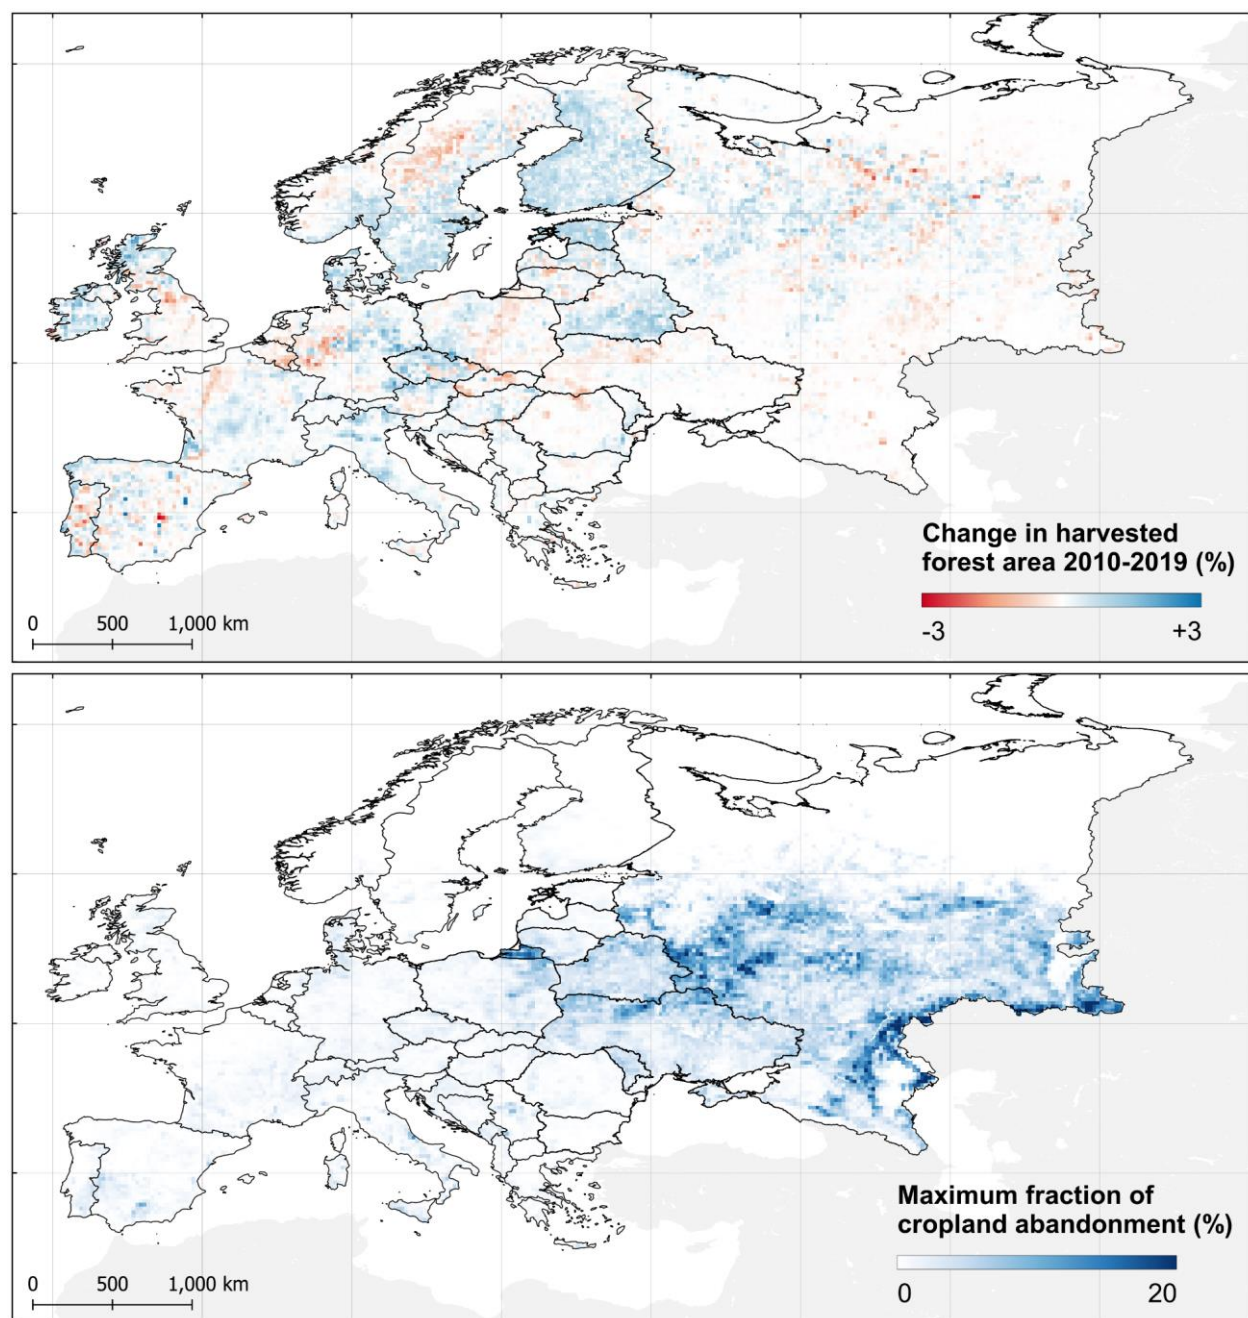 Change in harvested
forest area 2010-2019 (%)
-3 +3
0 500 1,000 km
Maximum fraction of
cropland abandonment (%)
0 20
0 500 1,000 km